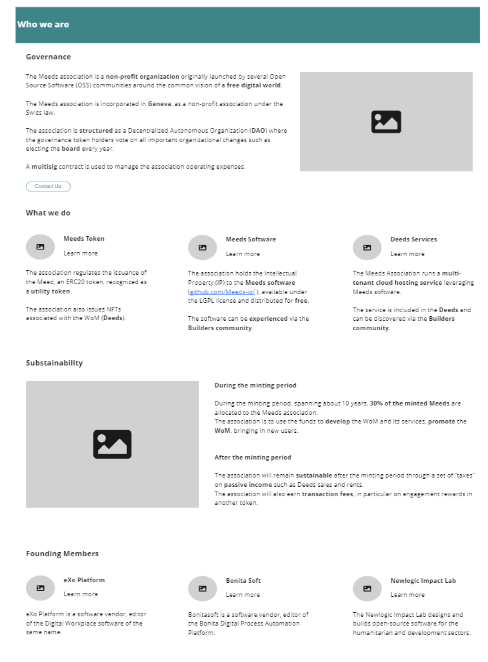 Who we are
Governance
The Meeds association is a non-profit organization originally launched by several Open
Source Software (OSS) communities around the common vision of a free digital world.
The Meeds association is incorporated in Geneva, as a non-profit association under the
Swiss law.
The association is structured as a Decentralized Autonomous Organization (DAO) where
the governance token holders vote on all important organizational changes such as
electing the board every year.
A multisig contract is used to manage the association operating expenses.
Contact Us
What we do
Meeds Token
Learn more
The association regulates the issuance of
the Meed, an ERC20 token, recognized as
a utility token.
The association also issues NFTs
associated with the WoM (Deeds).
Meeds Software
Learn more
The association holds the Intellectual
Property (IP) to the Meeds software
(github.com/Meeds-io/ ), available under
the LGPL license and distributed for free.
The software can be experienced via the
Builders community.
Deeds Services
Learn more
The Meeds Association runs a multi-
tenant cloud hosting service leveraging
Meeds software.
The service is included in the Deeds and
can be discovered via the Builders
community.
Substainability
During the minting period
During the minting period, spanning about 10 years, 30% of the minted Meeds are
allocated to the Meeds association.
The association is to use the funds to develop the WoM and its services, promote the
WoM, bringing in new users.
After the minting period
The association will remain sustainable after the minting period through a set of "taxes"
on passive income such as Deeds sales and rents.
The association will also earn transaction fees, in particular on engagement rewards in
another token.
Founding Members
eXo Platform
Learn more
eXo Platform is a software vendor, editor
of the Digital Workplace software of the
same name.
Bonita Soft
Learn more
Bonitasoft is a software vendor, editor of
the Bonita Digital Process Automation
Platform.
Newlogic Impact Lab
Learn more
The Newlogic Impact Lab designs and
builds open-source software for the
humanitarian and development sectors.